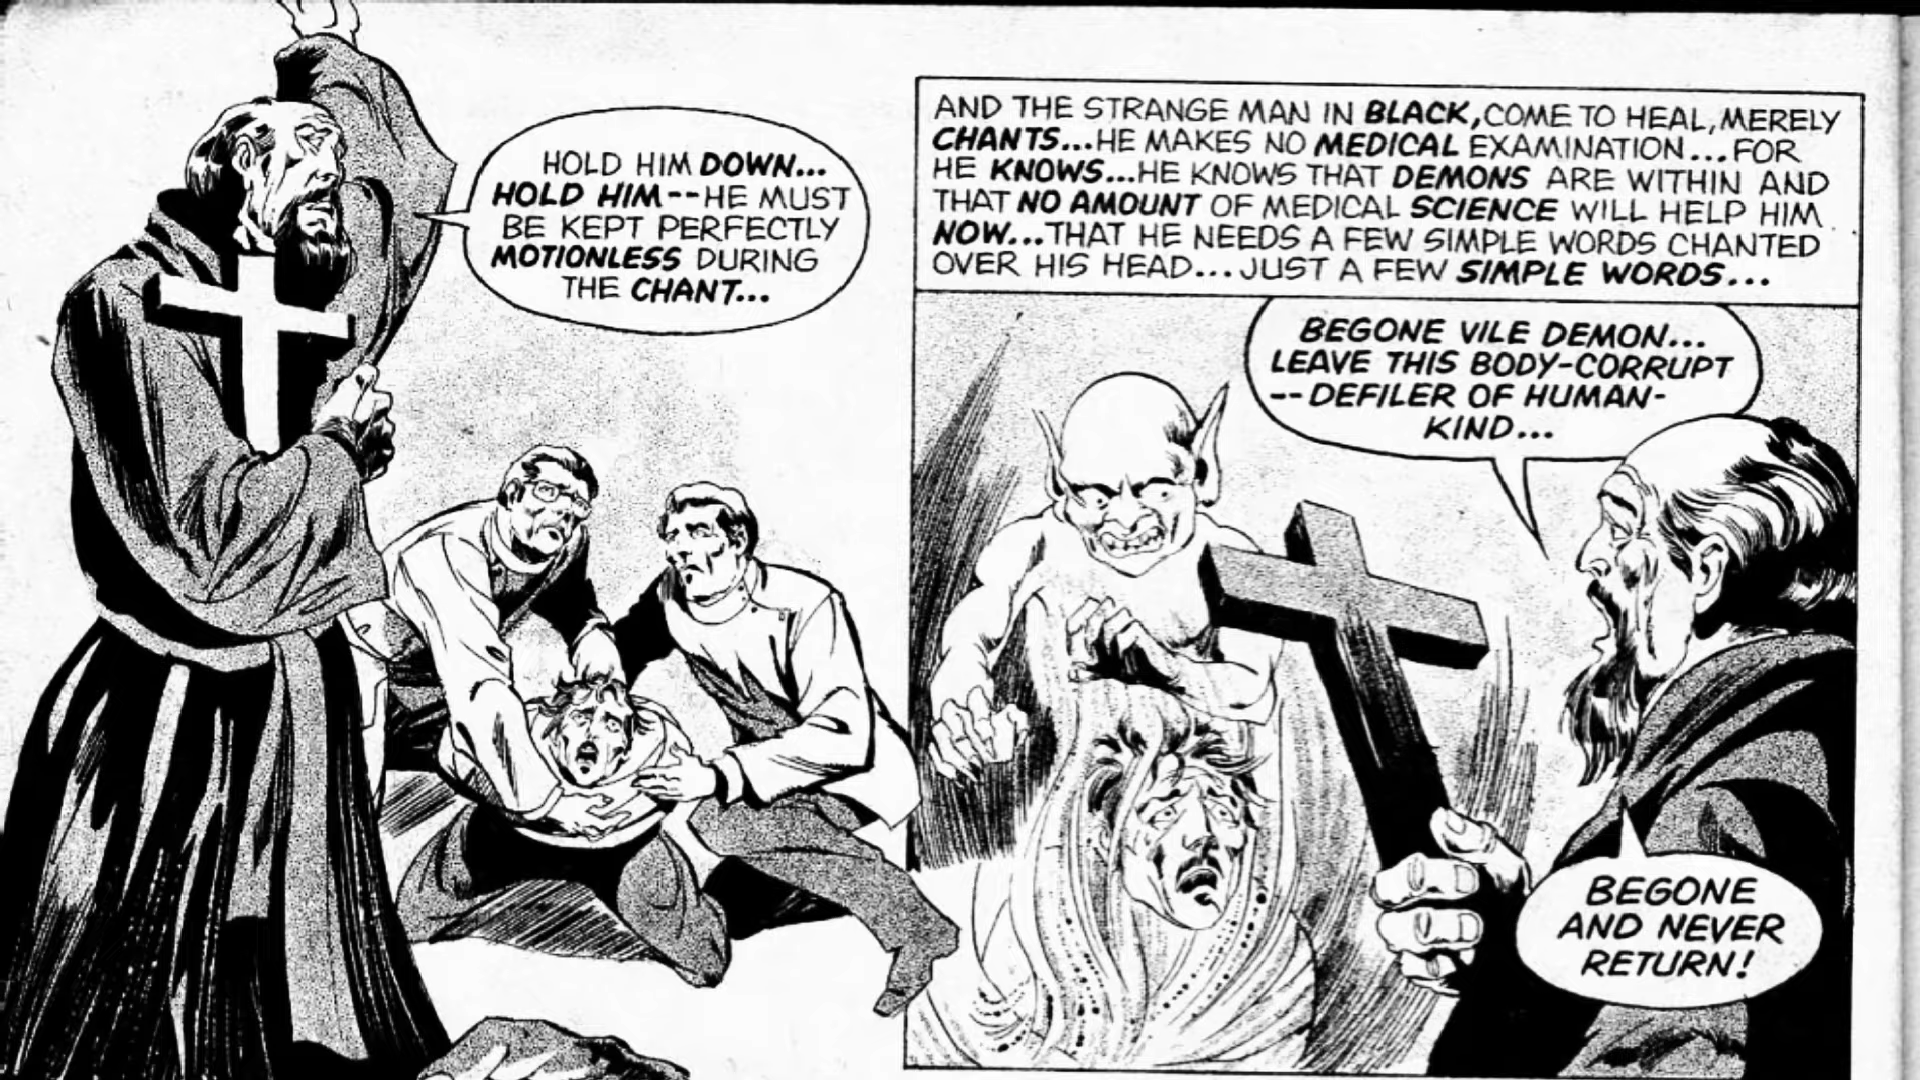 HOLD HIM DOWN...
HOLD HIM--HE MUST
BE KEPT PERFECTLY
MOTIONLESS DURING
THE CHANT...
AND THE STRANGE MAN IN BLACK, COME TO HEAL, MERELY
CHANTS...HE MAKES NO MEDICAL EXAMINATION...FOR
HE KNOWS...HE KNOWS THAT DEMONS ARE WITHIN AND
THAT NO AMOUNT OF MEDICAL SCIENCE WILL HELP HIM
NOW...THAT HE NEEDS A FEW SIMPLE WORDS CHANTED
OVER HIS HEAD...JUST A FEW SIMPLE WORDS...
BEGONE VILE DEMON...
LEAVE THIS BODY-CORRUPT
--DEFILER OF HUMAN-
KIND...
BEGONE
AND NEVER
RETURN!